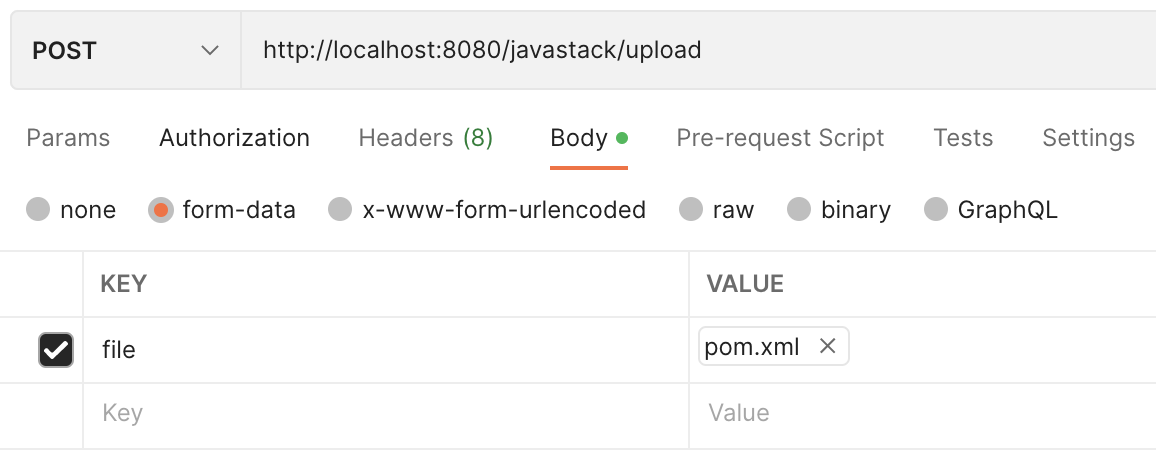 POST http://localhost:8080/javastack/upload
Params Authorization Headers (8) Body Pre-request Script Tests Settings
none form-data x-www-form-urlencoded raw binary GraphQL
KEY VALUE
file pom.xml
Key Value